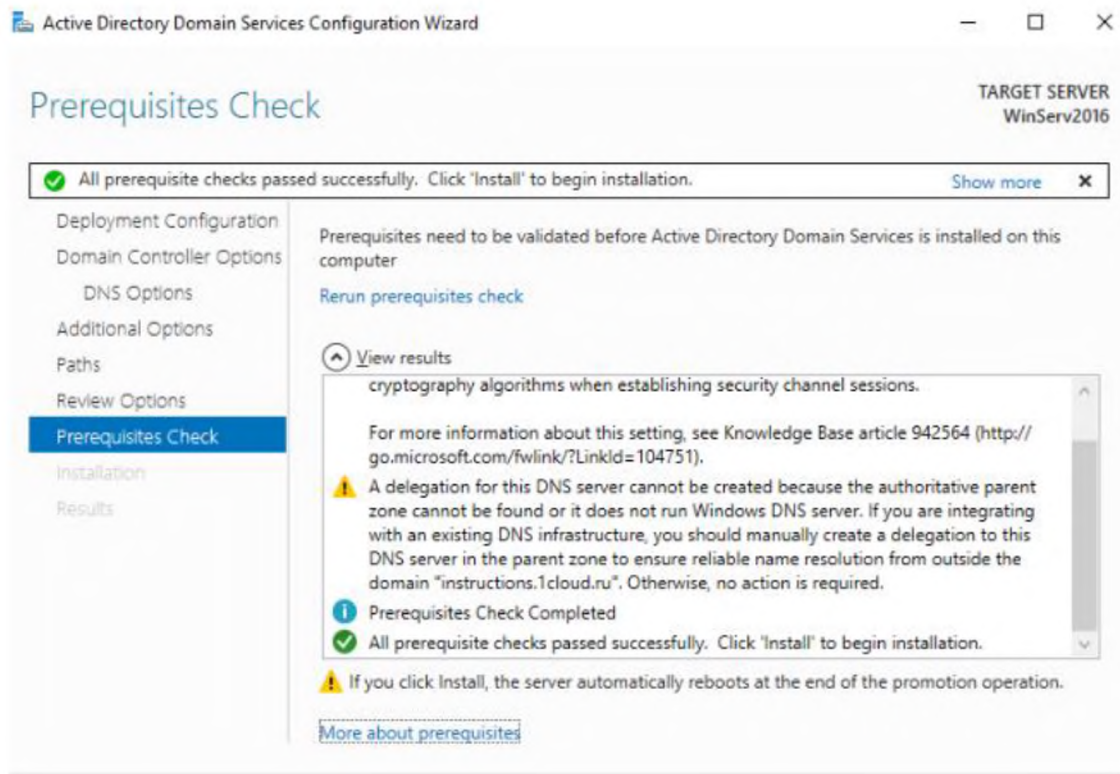 Active Directory Domain Services Configuration Wizard
Prerequisites Check
TARGET SERVER
WinServ2016
All prerequisite checks passed successfully. Click 'Install' to begin installation.
Show more
Deployment Configuration
Domain Controller Options
DNS Options
Additional Options
Paths
Review Options
Prerequisites Check
Installation
Results
Prerequisites need to be validated before Active Directory Domain Services is installed on this
computer
Rerun prerequisites check
View results
cryptography algorithms when establishing security channel sessions.
For more information about this setting, see Knowledge Base article 942564 (http://
go.microsoft.com/fwlink/?LinkId=104751).
A delegation for this DNS server cannot be created because the authoritative parent
zone cannot be found or it does not run Windows DNS server. If you are integrating
with an existing DNS infrastructure, you should manually create a delegation to this
DNS server in the parent zone to ensure reliable name resolution from outside the
domain "instructions.1cloud.ru". Otherwise, no action is required.
Prerequisites Check Completed
All prerequisite checks passed successfully. Click 'Install' to begin installation.
If you click Install, the server automatically reboots at the end of the promotion operation.
More about prerequisites